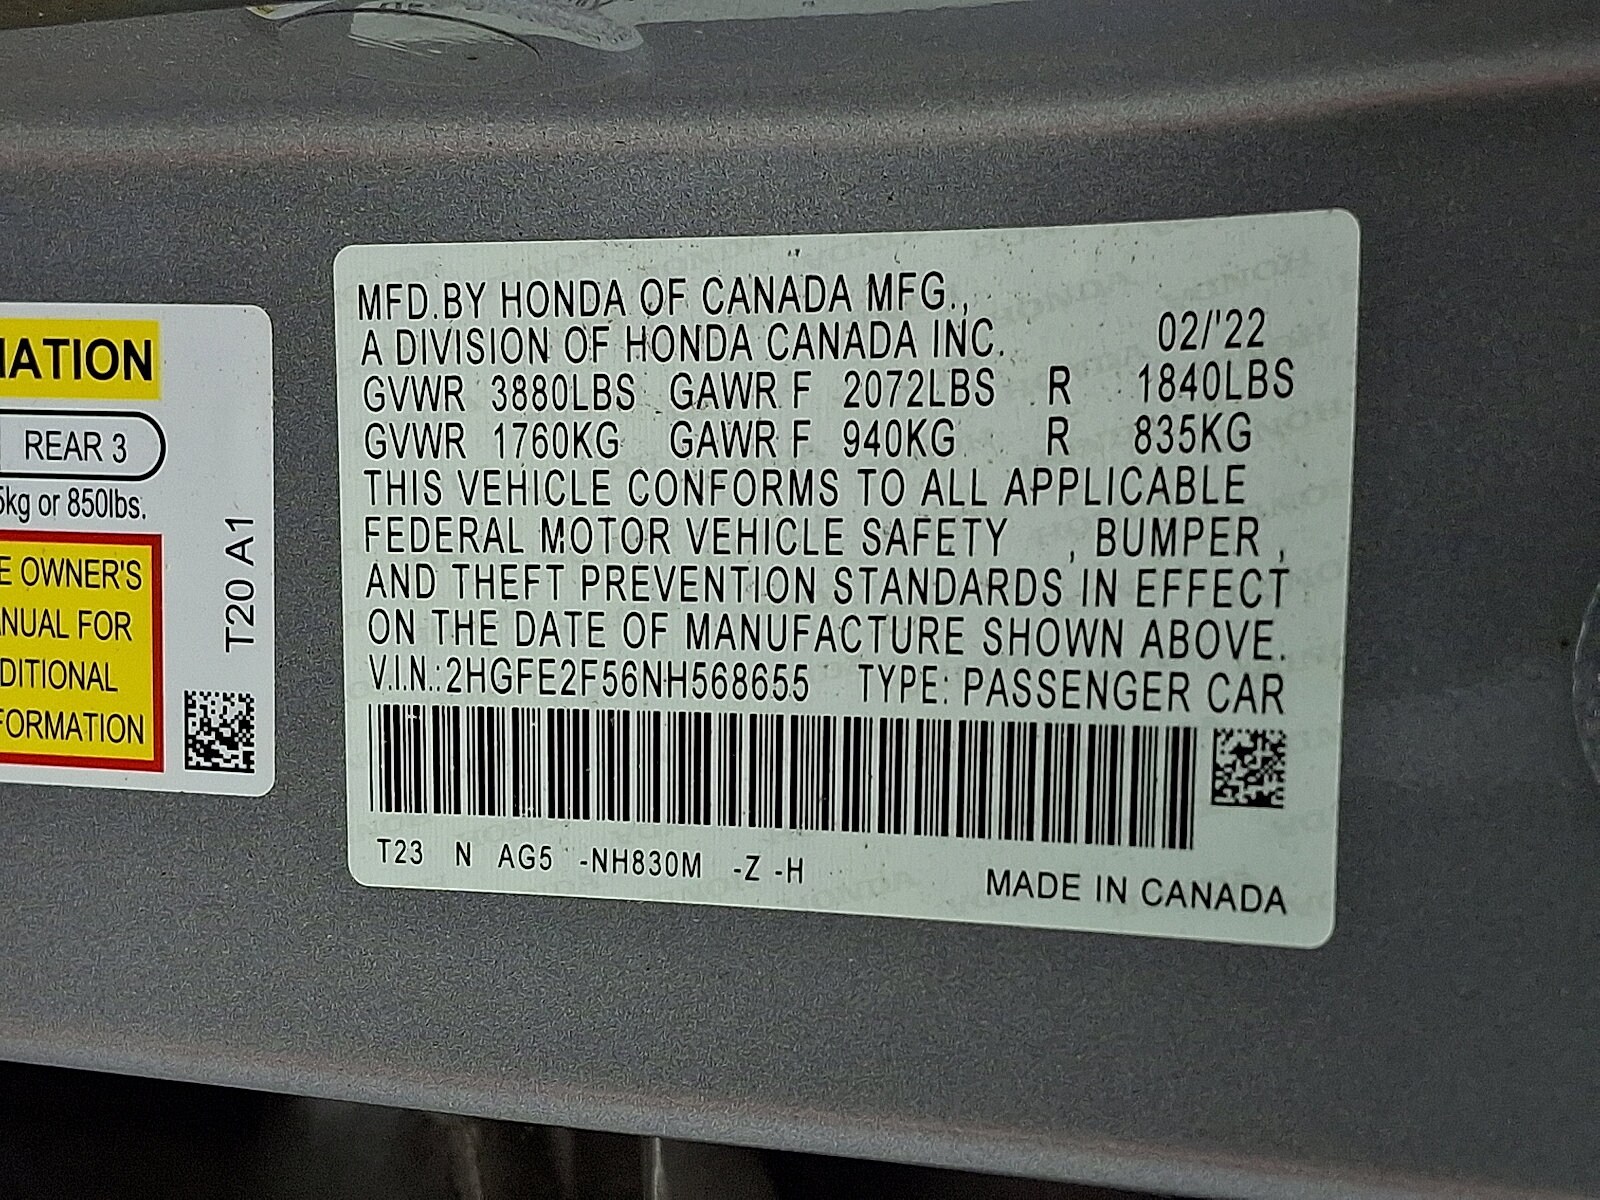 MATION
REAR 3
5kg or 850lbs.
E OWNER'S
ANUAL FOR
DITIONAL
FORMATION
T20 A1
MFD.BY HONDA OF CANADA MFG.,
A DIVISION OF HONDA CANADA INC. 02/'22
GVWR 3880LBS GAWR F 2072LBS R 1840LBS
GVWR 1760KG GAWR F 940KG R 835KG
THIS VEHICLE CONFORMS TO ALL APPLICABLE
FEDERAL MOTOR VEHICLE SAFETY , BUMPER ,
AND THEFT PREVENTION STANDARDS IN EFFECT
ON THE DATE OF MANUFACTURE SHOWN ABOVE.
V.I.N.:2HGFE2F56NH568655 TYPE: PASSENGER CAR
T23 N AG5 -NH830M -Z -H
MADE IN CANADA